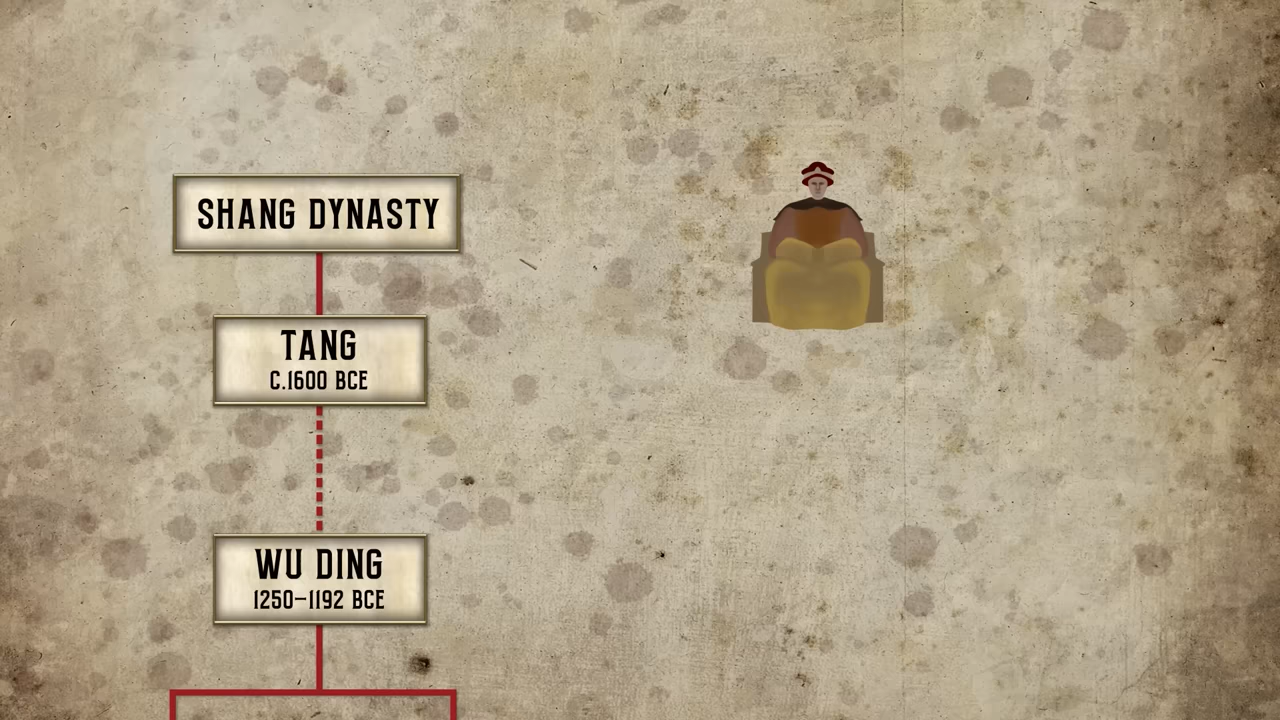 SHANG DYNASTY
TANG
C.1600 BCE
WU DING
1250–1192 BCE